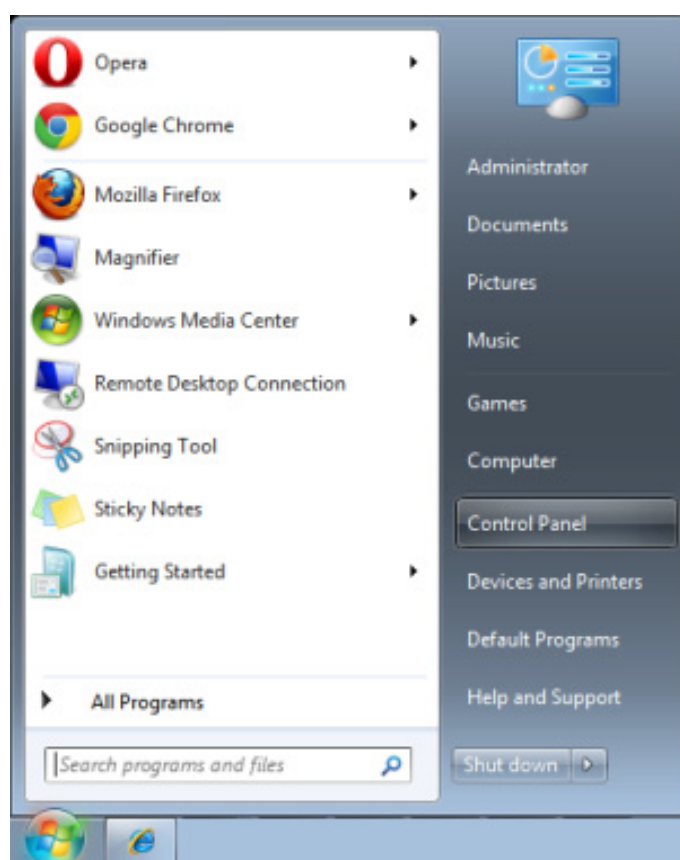 Opera
Google Chrome
Mozilla Firefox
Magnifier
Windows Media Center
Remote Desktop Connection
Snipping Tool
Sticky Notes
Getting Started
All Programs
Search programs and files
Administrator
Documents
Pictures
Music
Games
Computer
Control Panel
Devices and Printers
Default Programs
Help and Support
Shut down